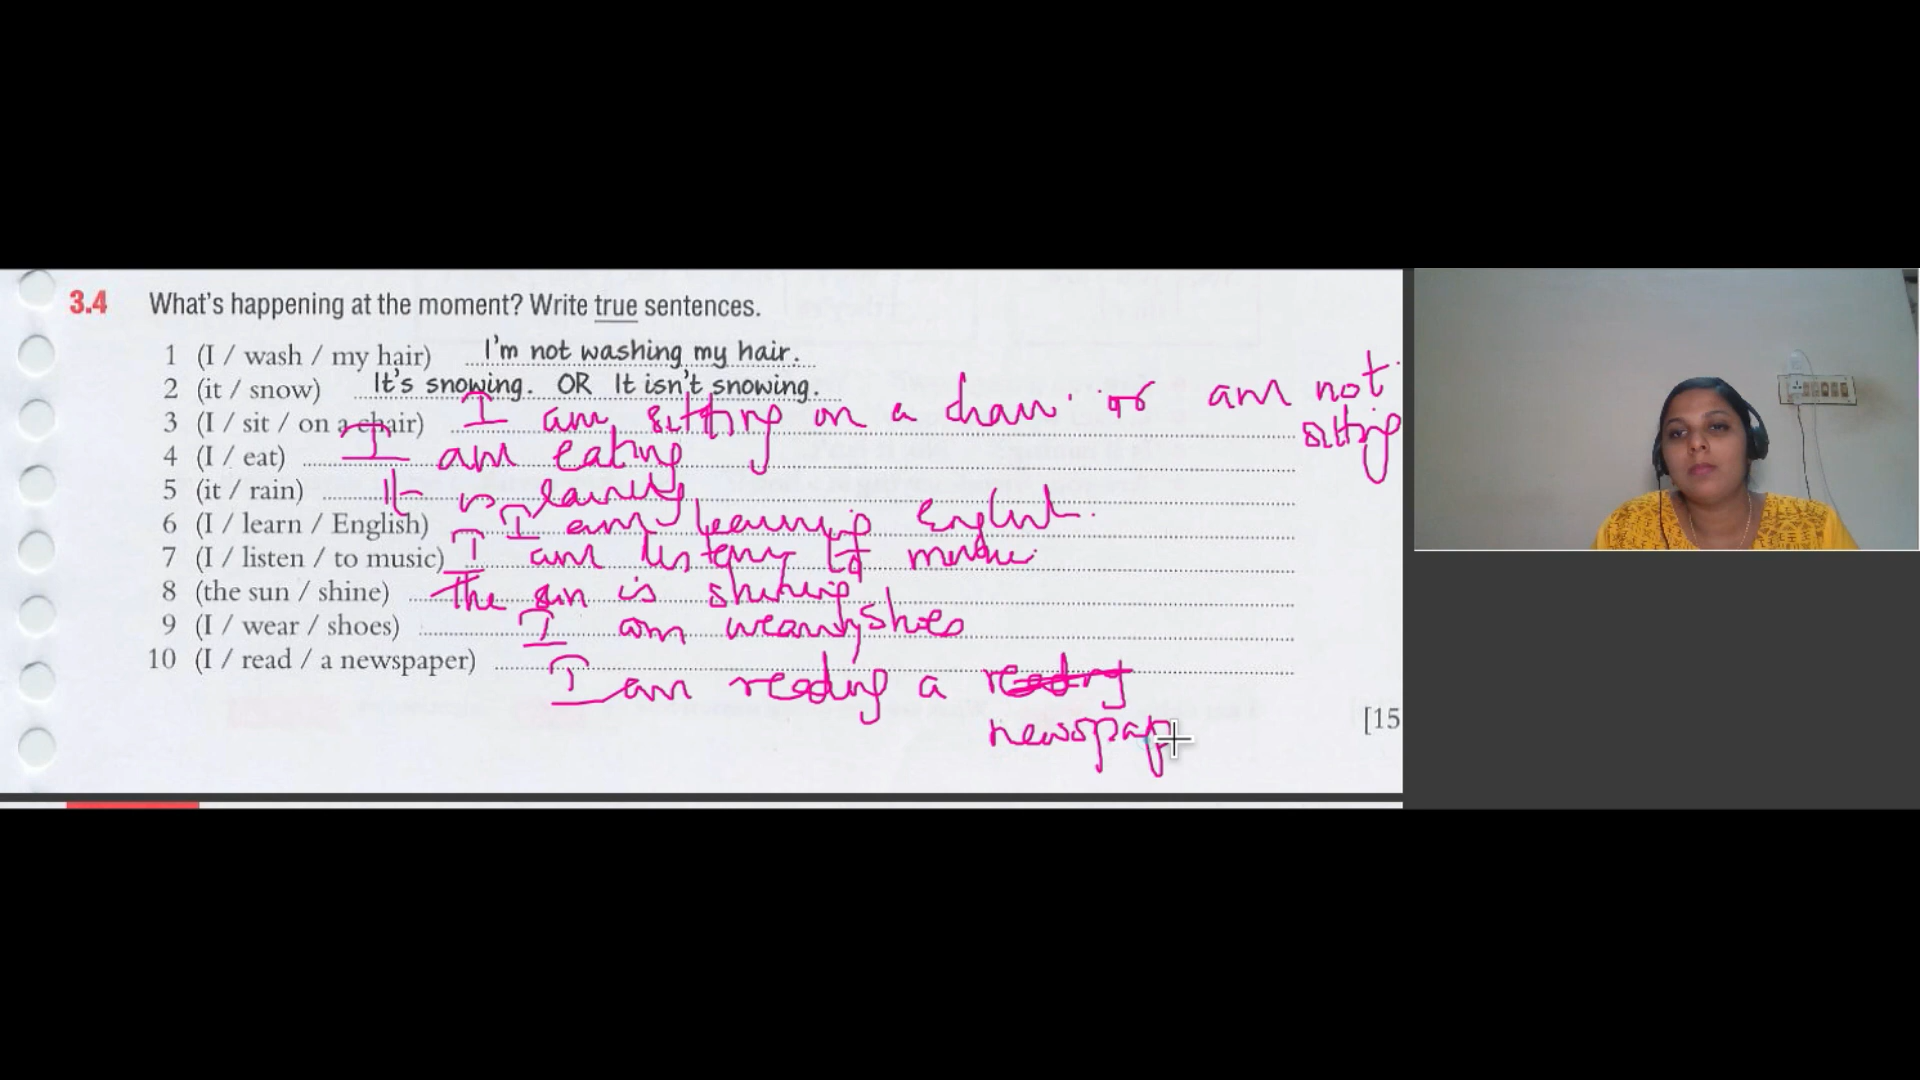 3.4 What's happening at the moment? Write true sentences.
1 (I / wash / my hair) I'm not washing my hair.
2 (it / snow) It's snowing. OR It isn't snowing.
3 (I / sit / on a chair) I am sitting on a chair. or am not sitting
4 (I / eat) I am eating
5 (it / rain) It is raining
6 (I / learn / English) I am learning English.
7 (I / listen / to music) I am listening to music.
8 (the sun / shine) The sun is shining
9 (I / wear / shoes) I am wearing shoes
10 (I / read / a newspaper)
I am reading a
newspap
[15